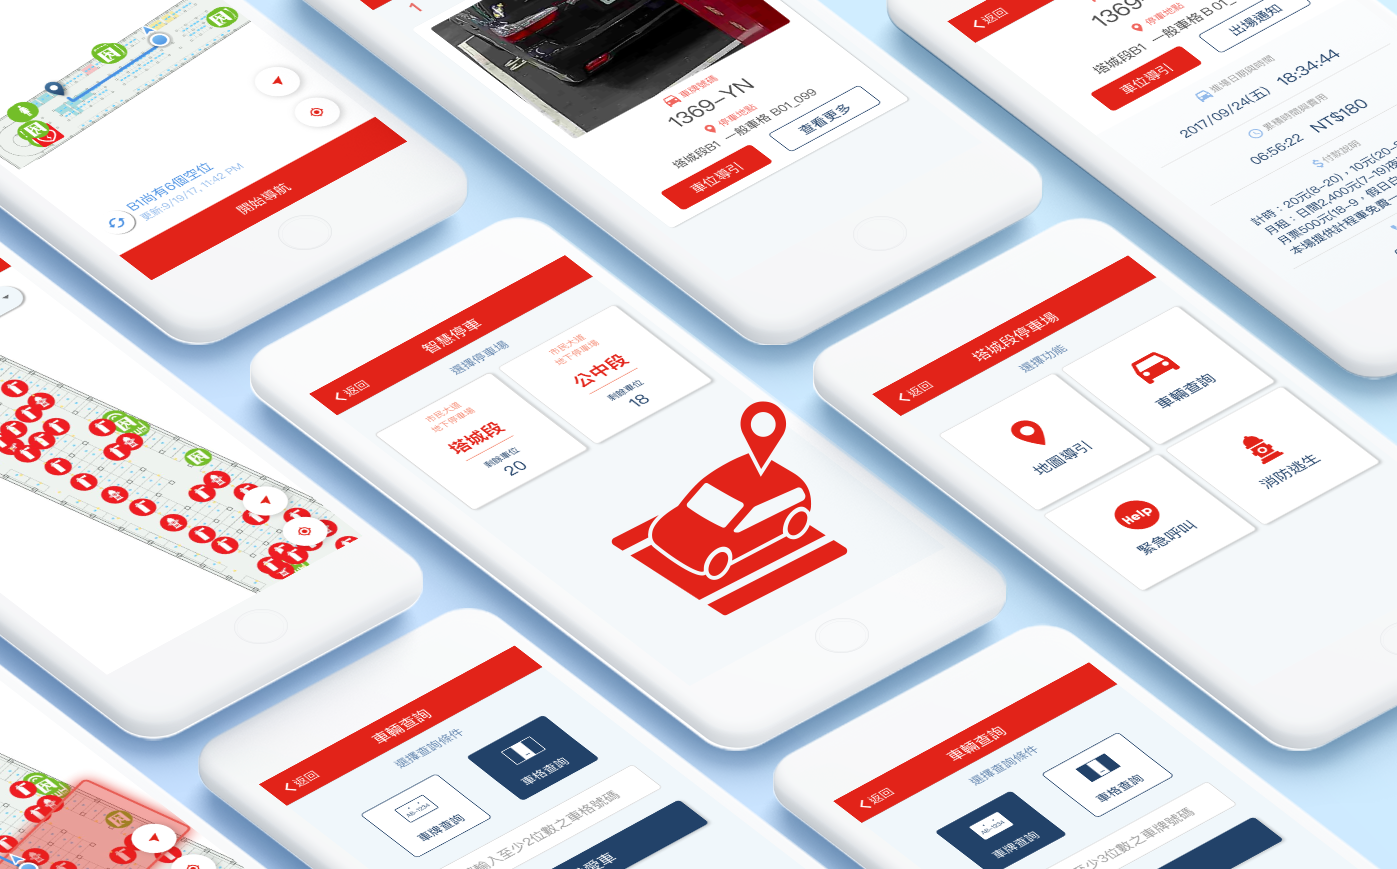 B1尚有6個空位
更新:9/19/17, 11:42 PM
開始導航
1
車牌號碼
1369-YN
停車地點
塔城段B1 一般車格 B01_099
車位導引
查看更多
返回
停車地點
塔城段B1 一般車格 B01_
車位導引
出場通知
進場日期與時間
2017/09/24(五) 18:34:44
累積時間與費用
06:56:22 NT$180
付款說明
計時：20元(8-20)，10元(20-
月租：日間2,400元(7-19)夜
月票500元(18-9，假日白
本場提供計程車免費
返回
智慧停車
選擇停車場
市民大道
地下停車場
塔城段
剩餘車位
20
市民大道
地下停車場
公中段
剩餘車位
18
返回
塔城段停車場
選擇功能
地圖導引
車輛查詢
Help
緊急呼叫
消防逃生
返回
車輛查詢
選擇查詢條件
AB-1234
車牌查詢
車格查詢
輸入至少2位數之車格號碼
愛車
返回
車輛查詢
選擇查詢條件
AB-1234
車牌查詢
車格查詢
至少3位數之車牌號碼